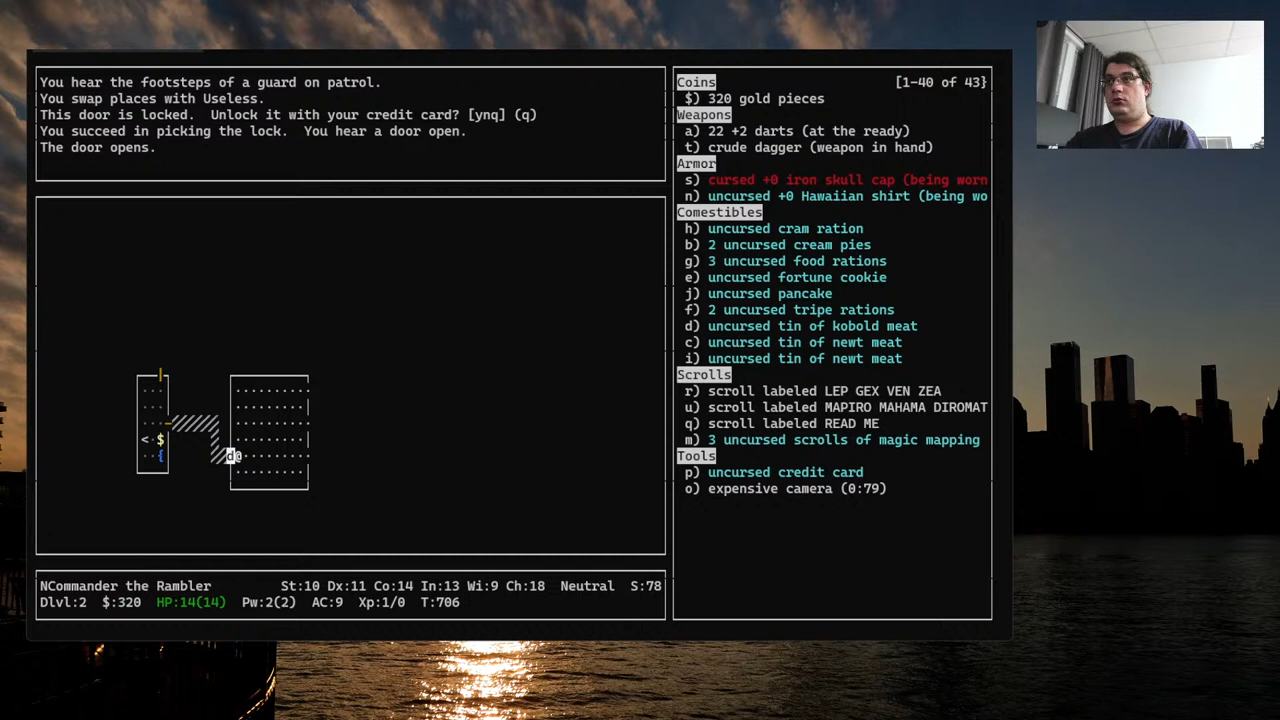 You hear the footsteps of a guard on patrol.
You swap places with Useless.
This door is locked.  Unlock it with your credit card? [ynq] (q)
You succeed in picking the lock.  You hear a door open.
The door opens.
Coins [1-40 of 43}
$) 320 gold pieces
Weapons
a) 22 +2 darts (at the ready)
t) crude dagger (weapon in hand)
Armor
s) cursed +0 iron skull cap (being worn
n) uncursed +0 Hawaiian shirt (being wo
Comestibles
h) uncursed cram ration
b) 2 uncursed cream pies
g) 3 uncursed food rations
e) uncursed fortune cookie
j) uncursed pancake
f) 2 uncursed tripe rations
d) uncursed tin of kobold meat
c) uncursed tin of newt meat
i) uncursed tin of newt meat
Scrolls
r) scroll labeled LEP GEX VEN ZEA
u) scroll labeled MAPIRO MAHAMA DIROMAT
q) scroll labeled READ ME
m) 3 uncursed scrolls of magic mapping
Tools
p) uncursed credit card
o) expensive camera (0:79)
< $
{
d@
NCommander the Rambler St:10 Dx:11 Co:14 In:13 Wi:9 Ch:18 Neutral S:78
Dlvl:2 $:320 HP:14(14) Pw:2(2) AC:9 Xp:1/0 T:706